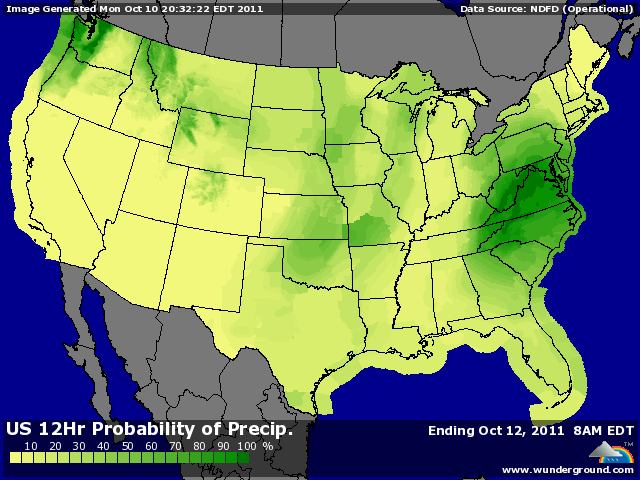 Image Generated Mon Oct 10 20:32:22 EDT 2011
Data Source: NDFD (Operational)
US 12Hr Probability of Precip.
Ending Oct 12, 2011 8AM EDT
10 20 30 40 50 60 70 80 90 100 %
TM
www.wunderground.com